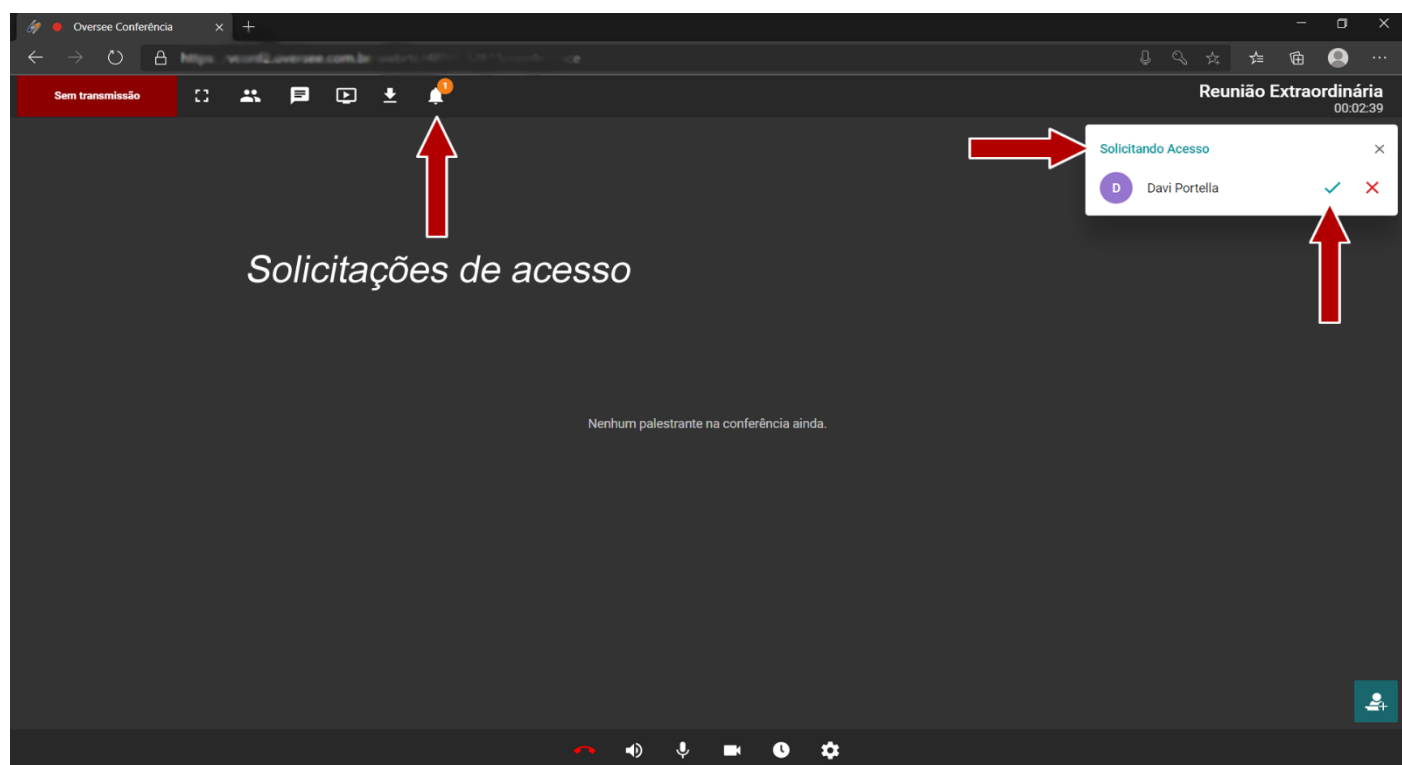 Oversee Conferência
Sem transmissão
1
Reunião Extraordinária
00:02:39
Solicitando Acesso
D
Davi Portella
Solicitações de acesso
Nenhum palestrante na conferência ainda.